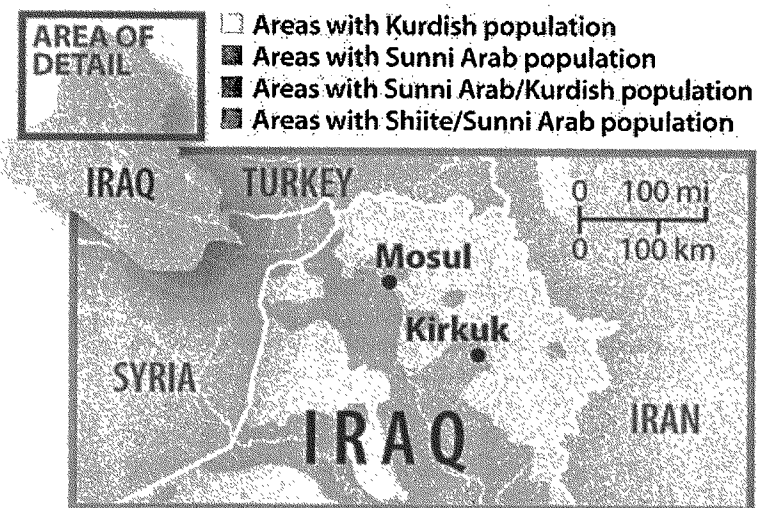 AREA OF
DETAIL
Areas with Kurdish population
Areas with Sunni Arab population
Areas with Sunni Arab/Kurdish population
Areas with Shiite/Sunni Arab population
IRAQ
TURKEY
0 100 mi
0 100 km
Mosul
Kirkuk
SYRIA
IRAQ
IRAN